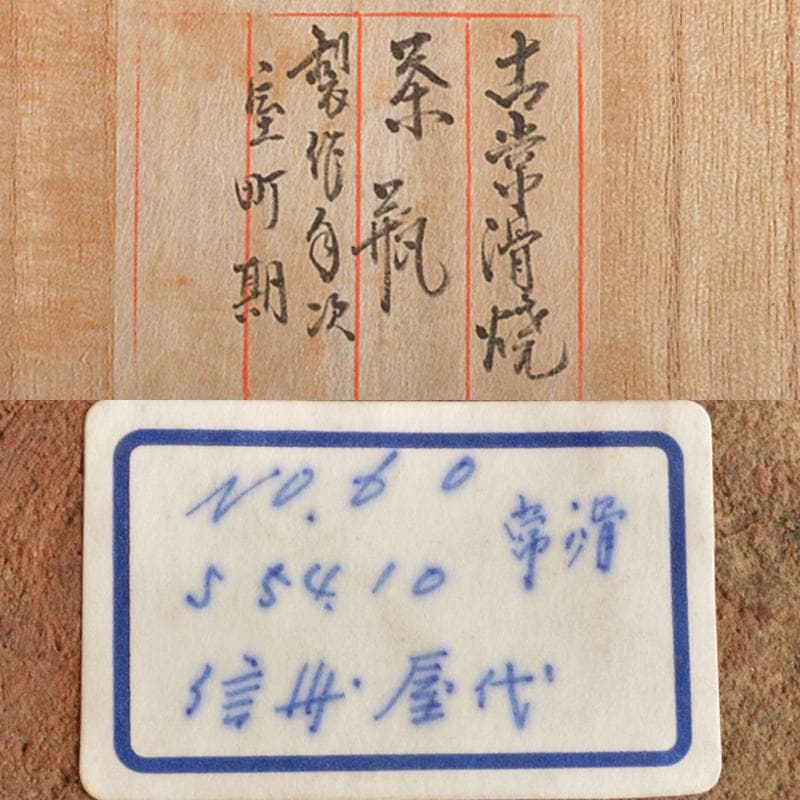 古常滑焼
茶瓶
製作年次
室町期
No.60
常滑
S54.10
信州屋代